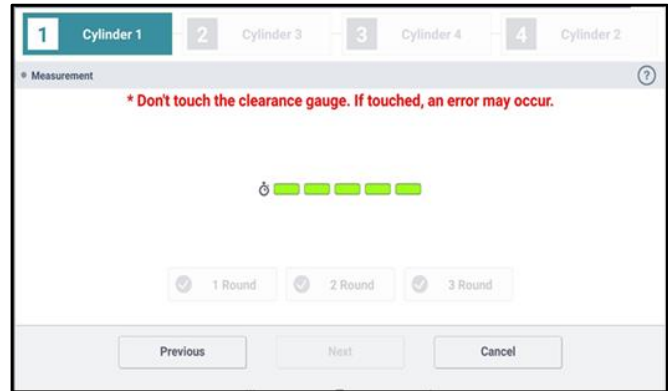 1 Cylinder 1 2 Cylinder 3 3 Cylinder 4 4 Cylinder 2
Measurement ?
* Don't touch the clearance gauge. If touched, an error may occur.
1 Round 2 Round 3 Round
Previous Next Cancel